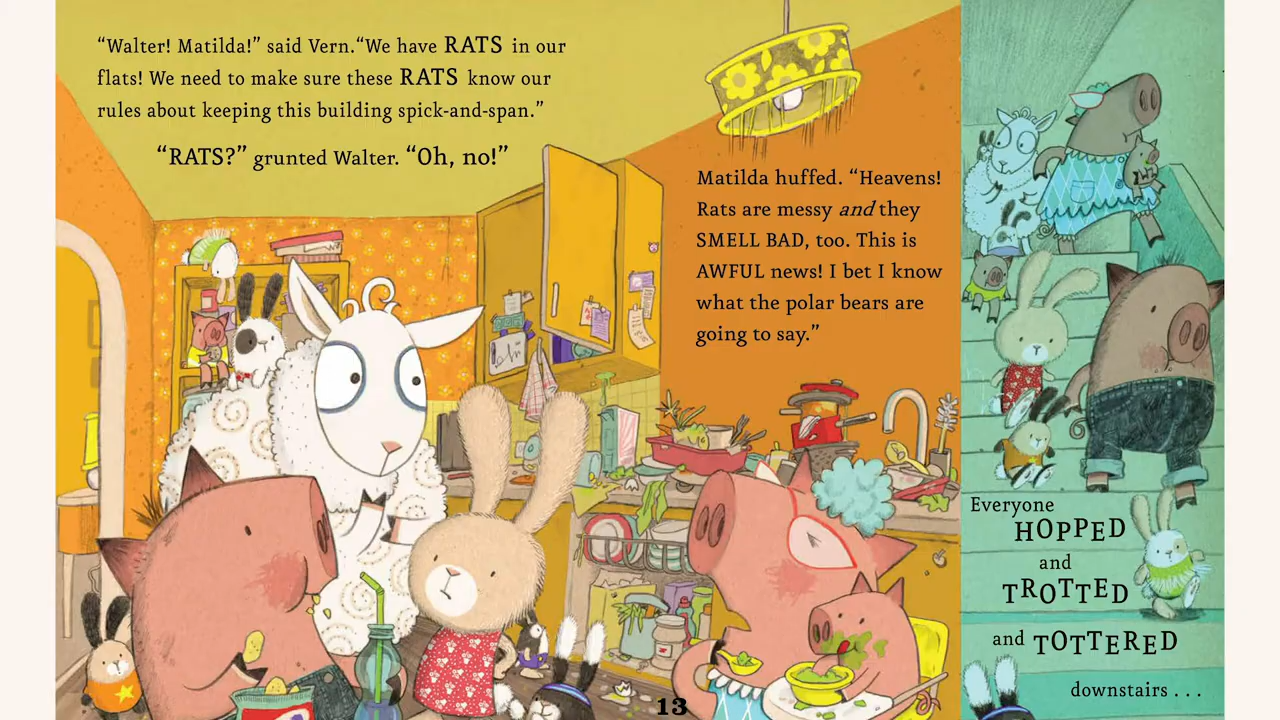 “Walter! Matilda!” said Vern.“We have RATS in our
flats! We need to make sure these RATS know our
rules about keeping this building spick-and-span.”
“RATS?” grunted Walter. “Oh, no!”
Matilda huffed. “Heavens!
Rats are messy and they
SMELL BAD, too. This is
AWFUL news! I bet I know
what the polar bears are
going to say.”
Everyone
HOPPED
and
TROTTED
and TOTTERED
downstairs . . .
13